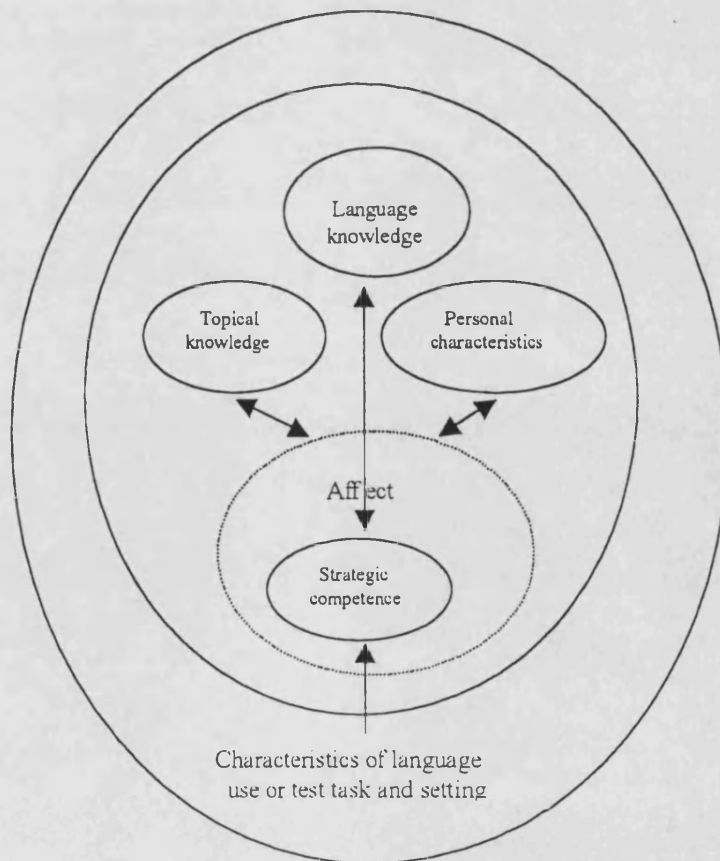 Language
knowledge
Topical
knowledge
Personal
characteristics
Affect
Strategic
competence
Characteristics of language
use or test task and setting